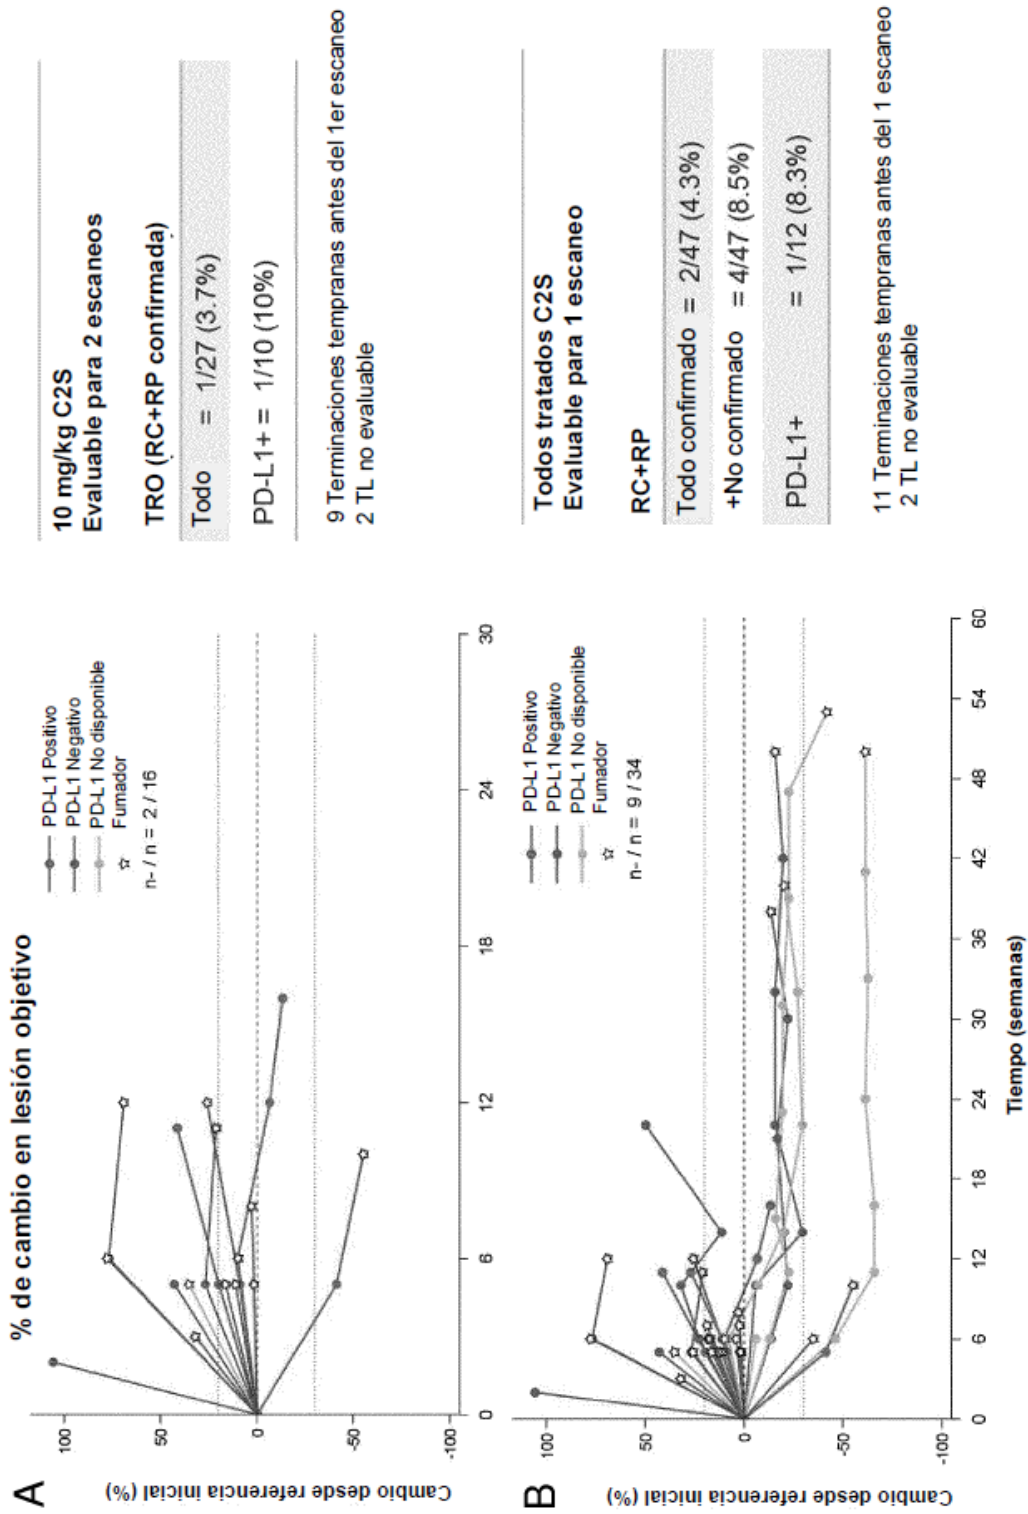 % de cambio en lesión objetivo
A
Cambio desde referencia inicial (%)
100
50
0
-50
-100
0
6
12
18
24
30
PD-L1 Positivo
PD-L1 Negativo
PD-L1 No disponible
Fumador
n- / n = 2 / 16
10 mg/kg C2S
Evaluable para 2 escaneos
TRO (RC+RP confirmada)
Todo = 1/27 (3.7%)
PD-L1+ = 1/10 (10%)
9 Terminaciones tempranas antes del 1er escaneo
2 TL no evaluable
B
Cambio desde referencia inicial (%)
100
50
0
-50
-100
0
6
12
18
24
30
36
42
48
54
60
Tiempo (semanas)
PD-L1 Positivo
PD-L1 Negativo
PD-L1 No disponible
Fumador
n- / n = 9 / 34
Todos tratados C2S
Evaluable para 1 escaneo
RC+RP
Todo confirmado = 2/47 (4.3%)
+No confirmado = 4/47 (8.5%)
PD-L1+ = 1/12 (8.3%)
11 Terminaciones tempranas antes del 1 escaneo
2 TL no evaluable